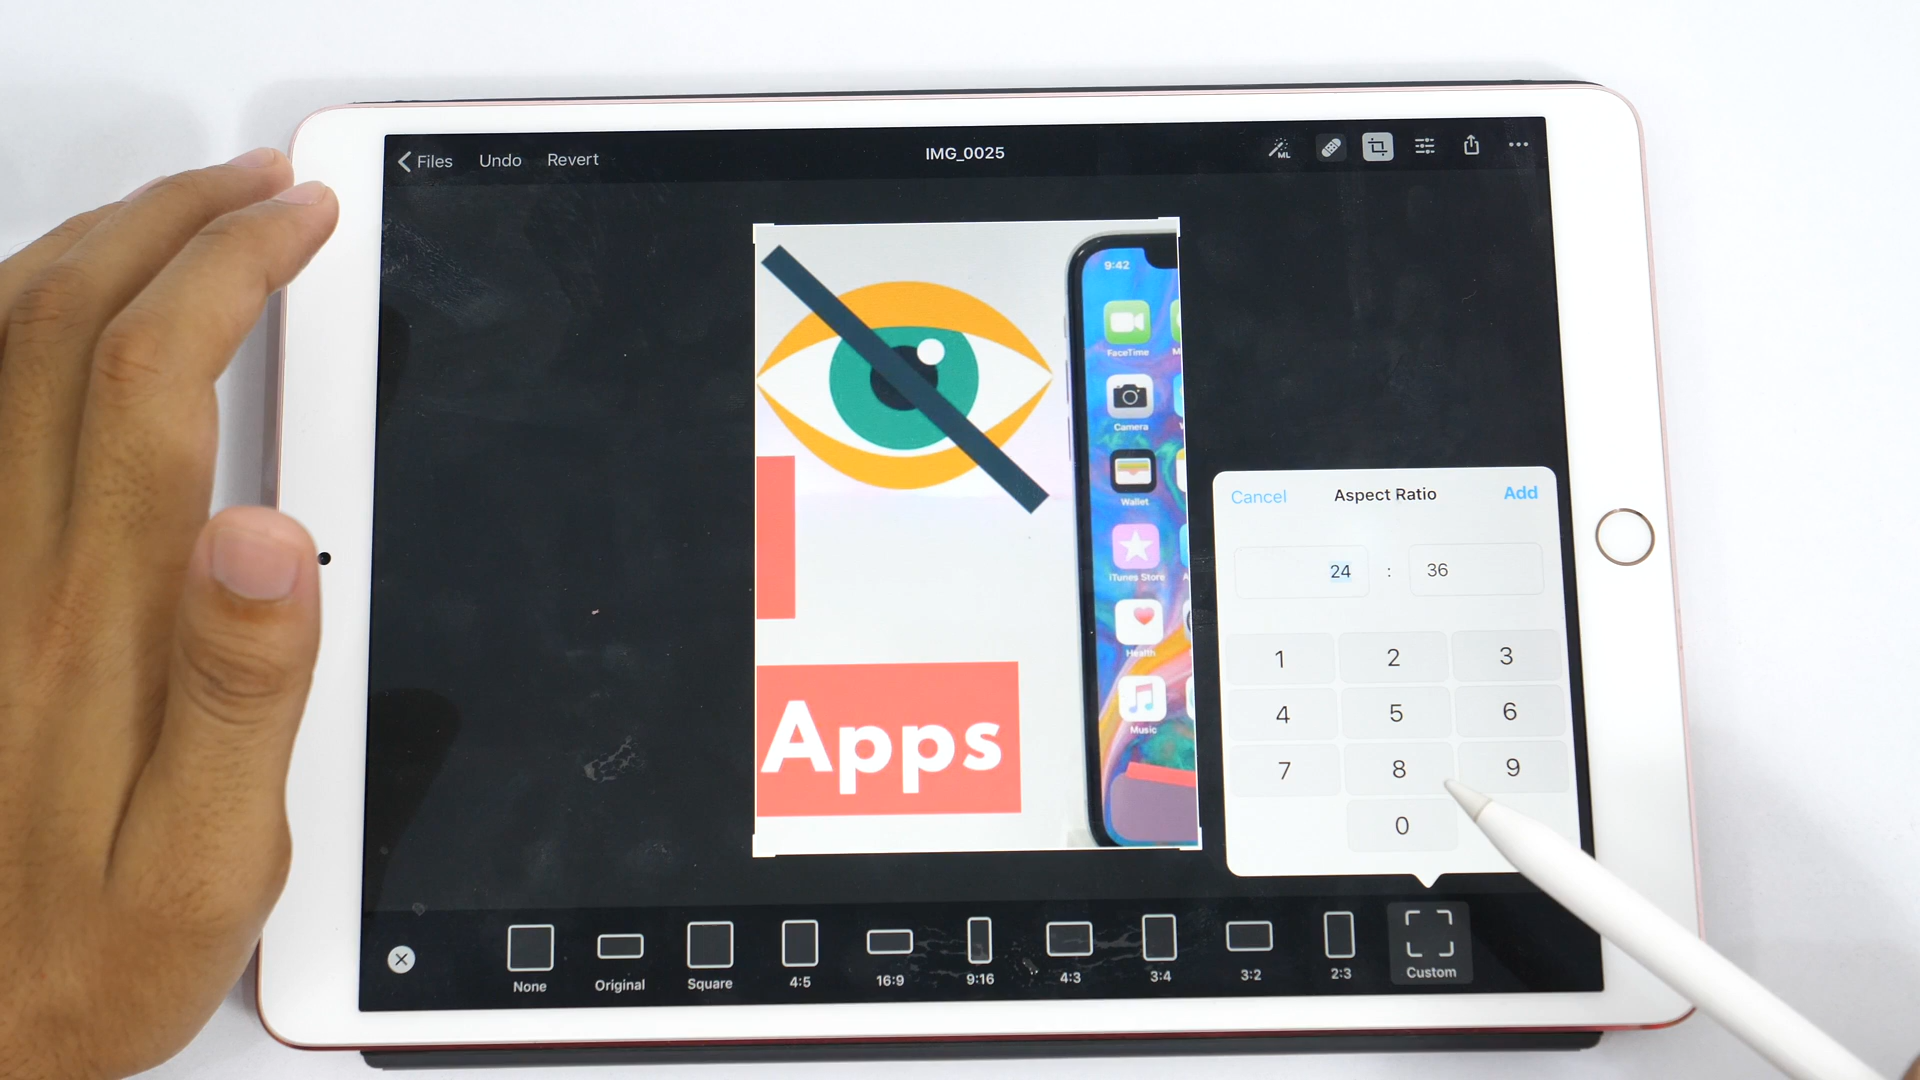 Files Undo Revert
IMG_0025
ML
9:42
FaceTime
Camera
Wallet
iTunes Store
Health
Music
Apps
Cancel Aspect Ratio Add
24 : 36
1 2 3
4 5 6
7 8 9
0
None Original Square 4:5 16:9 9:16 4:3 3:4 3:2 2:3 Custom